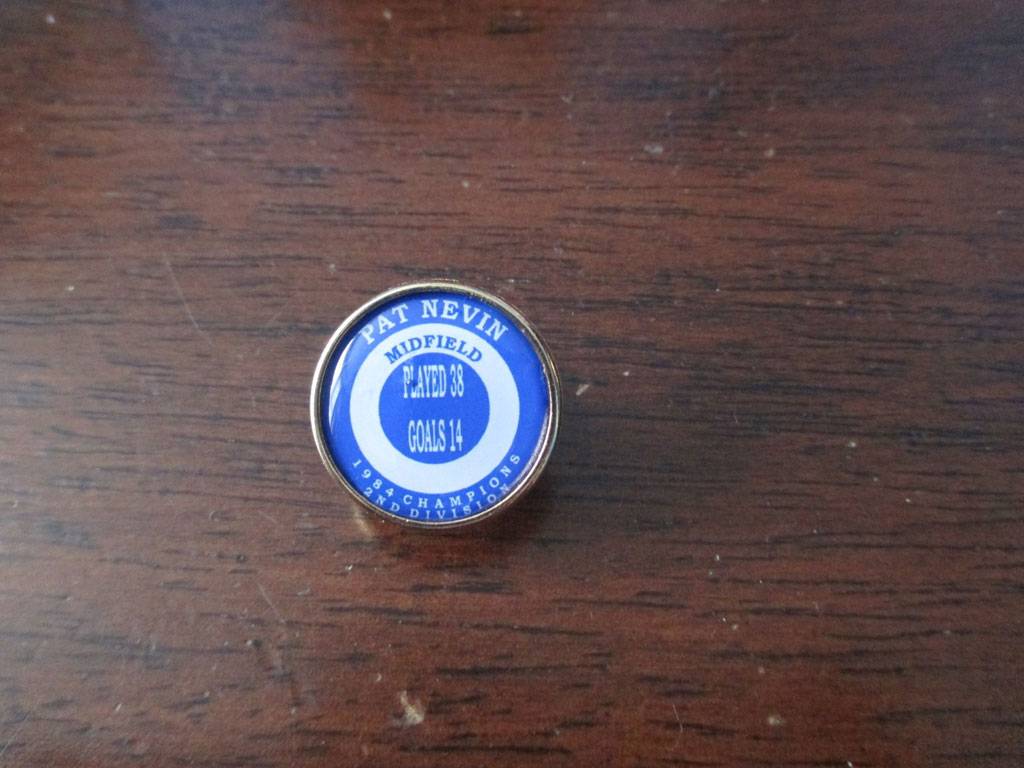 PAT NEVIN
MIDFIELD
PLAYED 38
GOALS 14
1984 CHAMPIONS
2ND DIVISION